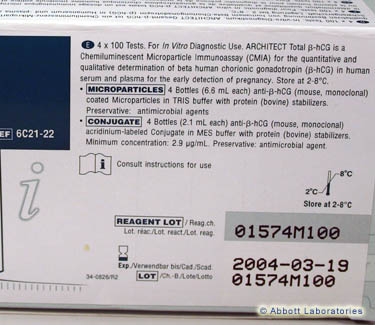 E 4 x 100 Tests. For In Vitro Diagnostic Use. ARCHITECT Total β-hCG is a
Chemiluminescent Microparticle Immunoassay (CMIA) for the quantitative and
qualitative determination of beta human chorionic gonadotropin (β-hCG) in human
serum and plasma for the early detection of pregnancy. Store at 2-8°C.
• MICROPARTICLES 4 Bottles (6.6 mL each) anti-β-hCG (mouse, monoclonal)
coated Microparticles in TRIS buffer with protein (bovine) stabilizers.
Preservative: antimicrobial agents
• CONJUGATE 4 Bottles (2.1 mL each) anti-β-hCG (mouse, monoclonal)
acridinium-labeled Conjugate in MES buffer with protein (bovine) stabilizers.
Minimum concentration: 2.9 µg/mL. Preservative: antimicrobial agent.
EF 6C21-22
i
i Consult instructions for use
8°C
2°C
Store at 2-8°C
REAGENT LOT / Reag.ch.
Lot. réac./Lot. react./Lot. reag.
01574M100
Exp./Verwendbar bis/Cad./Scad.
2004-03-19
34-0826/R2
LOT /Ch.-B./Lote/Lotto
01574M100
© Abbott Laboratories